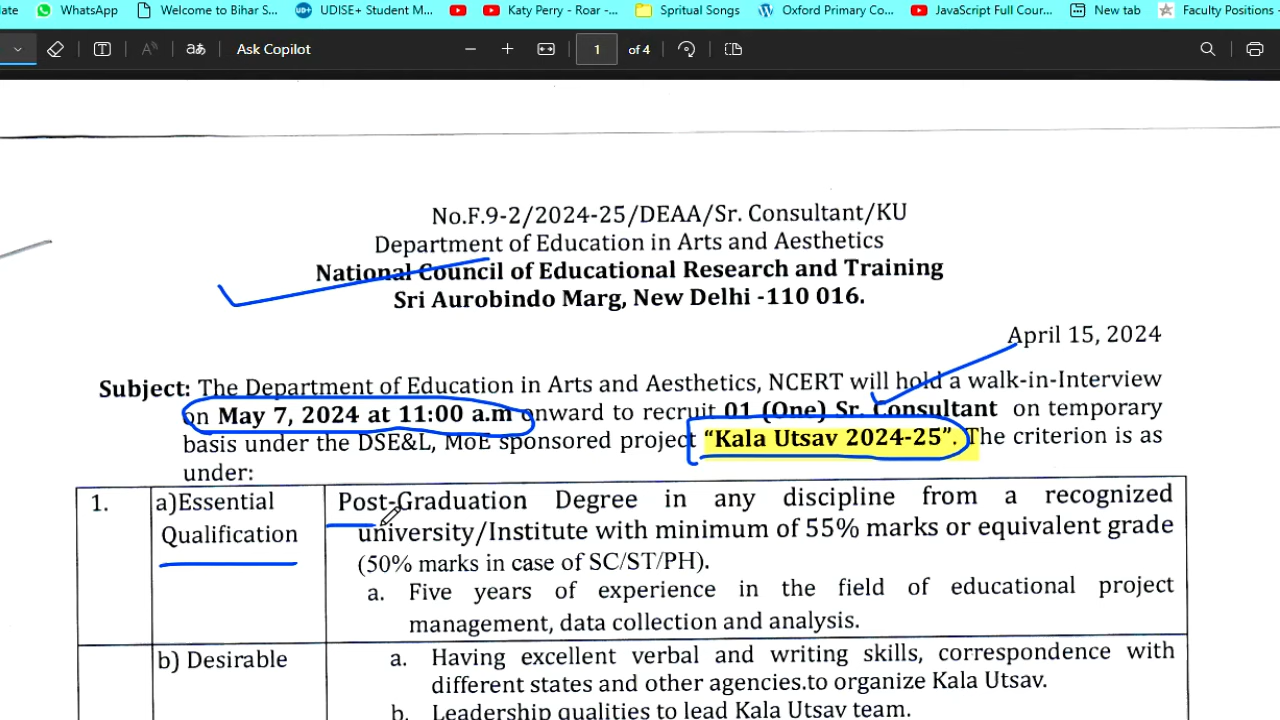 ate WhatsApp Welcome to Bihar S... UDISE+ Student M... Katy Perry - Roar -... Spritual Songs Oxford Primary Co... JavaScript Full Cour... New tab Faculty Positions -
T A aあ Ask Copilot 1 of 4
No.F.9-2/2024-25/DEAA/Sr. Consultant/KU
Department of Education in Arts and Aesthetics
National Council of Educational Research and Training
Sri Aurobindo Marg, New Delhi -110 016.
April 15, 2024
Subject: The Department of Education in Arts and Aesthetics, NCERT will hold a walk-in-Interview
on May 7, 2024 at 11:00 a.m onward to recruit 01 (One) Sr. Consultant on temporary
basis under the DSE&L, MoE sponsored project “Kala Utsav 2024-25”. The criterion is as
under:
1. a)Essential Post-Graduation Degree in any discipline from a recognized
Qualification university/Institute with minimum of 55% marks or equivalent grade
(50% marks in case of SC/ST/PH).
a. Five years of experience in the field of educational project
management, data collection and analysis.
b) Desirable a. Having excellent verbal and writing skills, correspondence with
different states and other agencies.to organize Kala Utsav.
b. Leadership qualities to lead Kala Utsav team.